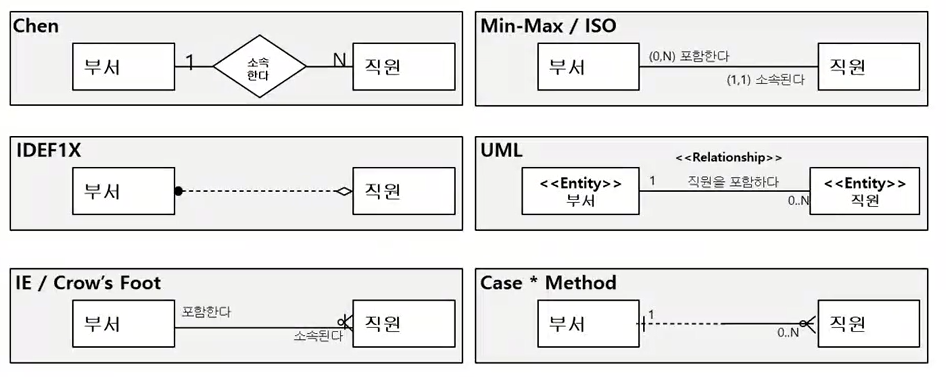 Chen
부서
1
소속
한다
N
직원
Min-Max / ISO
부서
(0,N) 포함한다
(1,1) 소속된다
직원
IDEF1X
부서
직원
UML
<<Relationship>>
<<Entity>>
부서
1
직원을 포함하다
0..N
<<Entity>>
직원
IE / Crow's Foot
부서
포함한다
소속된다
직원
Case * Method
부서
1
0..N
직원